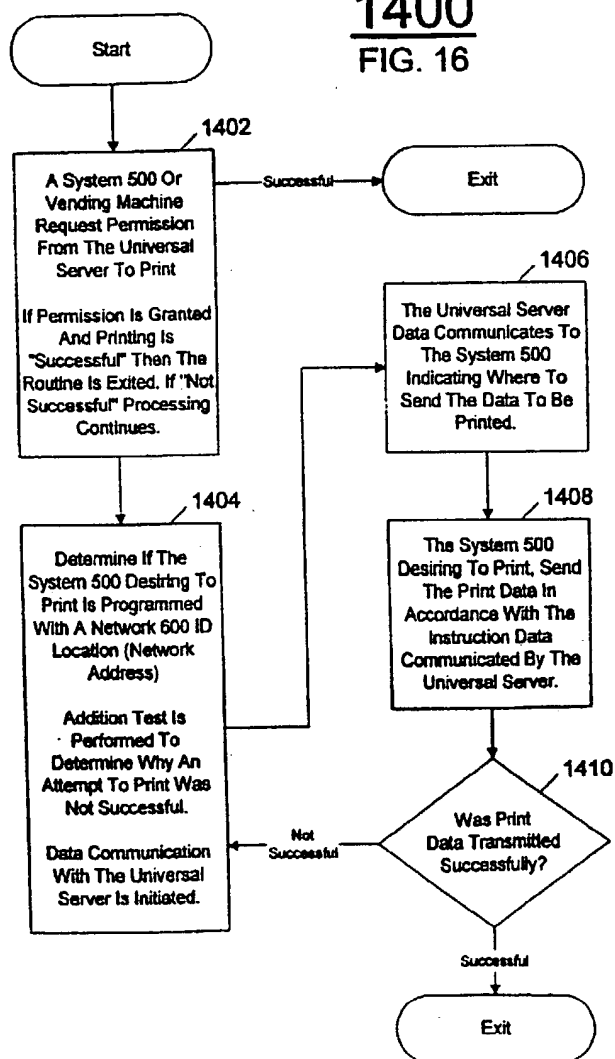 1400
FIG. 16
Start
1402
A System 500 Or
Vending Machine
Request Permission
From The Universal
Server To Print
If Permission Is Granted
And Printing Is
"Successful" Then The
Routine Is Exited. If "Not
Successful" Processing
Continues.
Successful
Exit
1404
Determine If The
System 500 Desiring To
Print Is Programmed
With A Network 600 ID
Location (Network
Address)
Addition Test Is
Performed To
Determine Why An
Attempt To Print Was
Not Successful.
Data Communication
With The Universal
Server Is Initiated.
1406
The Universal Server
Data Communicates To
The System 500
Indicating Where To
Send The Data To Be
Printed.
1408
The System 500
Desiring To Print, Send
The Print Data In
Accordance With The
Instruction Data
Communicated By The
Universal Server.
1410
Was Print
Data Transmitted
Successfully?
Not
Successful
Successful
Exit